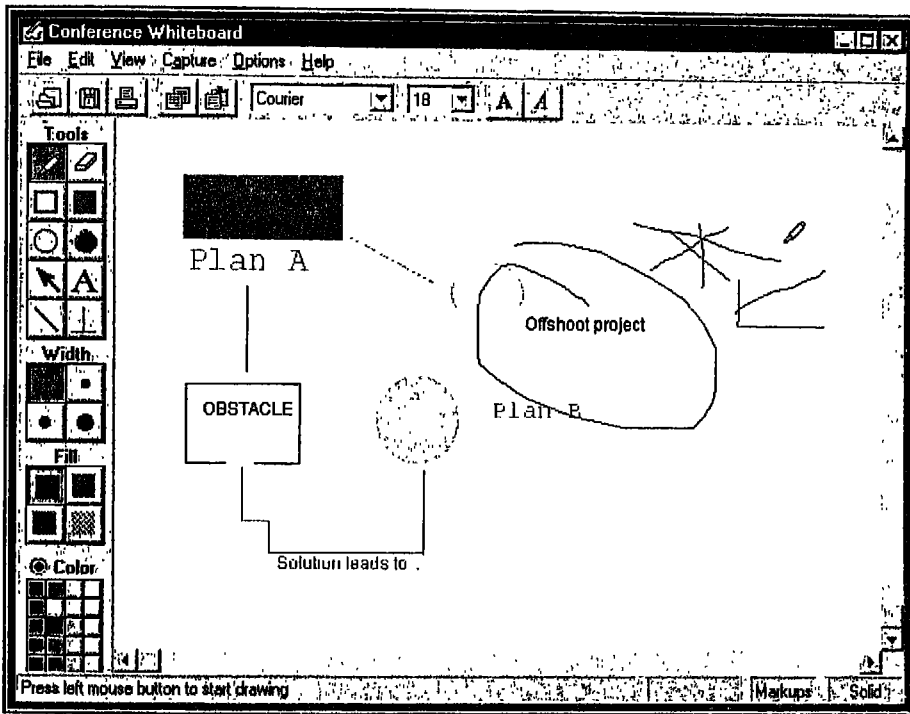 Conference Whiteboard
File Edit View Capture Options Help
Courier 18 A A
Tools
A
Plan A
Offshoot project
Width
OBSTACLE
Plan B
Fill
Solution leads to
Color
Press left mouse button to start drawing Markups Solid